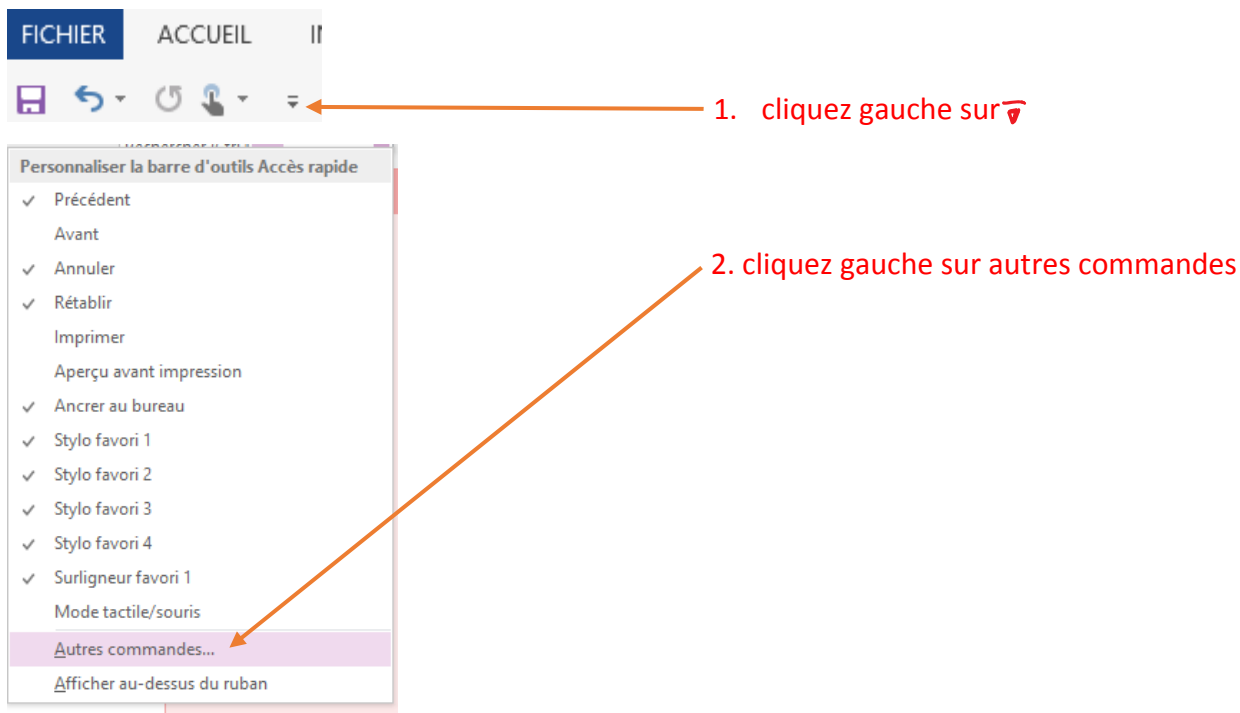 FICHIER ACCUEIL
1. cliquez gauche sur
Personnaliser la barre d'outils Accès rapide
✓ Précédent
Avant
✓ Annuler
2. cliquez gauche sur autres commandes
✓ Rétablir
Imprimer
Aperçu avant impression
✓ Ancrer au bureau
✓ Stylo favori 1
✓ Stylo favori 2
✓ Stylo favori 3
✓ Stylo favori 4
✓ Surligneur favori 1
Mode tactile/souris
Autres commandes...
Afficher au-dessus du ruban